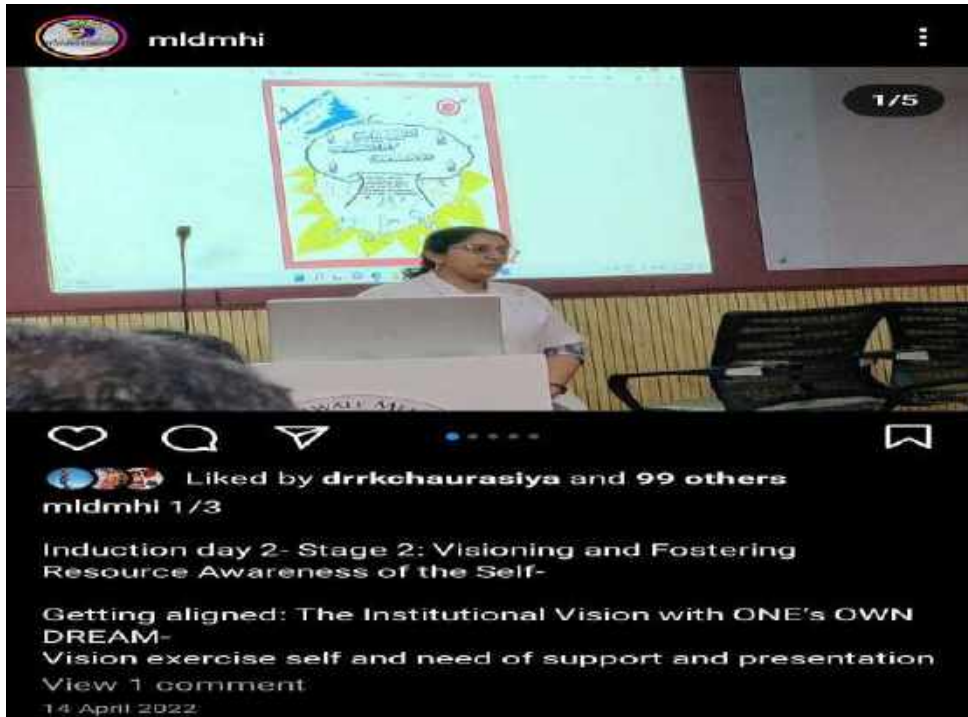 mldmhi
1/5
Liked by drrkchaurasiya and 99 others
mldmhi 1/3
Induction day 2- Stage 2: Visioning and Fostering
Resource Awareness of the Self-
Getting aligned: The Institutional Vision with ONE's OWN
DREAM-
Vision exercise self and need of support and presentation
View 1 comment
14 April 2022